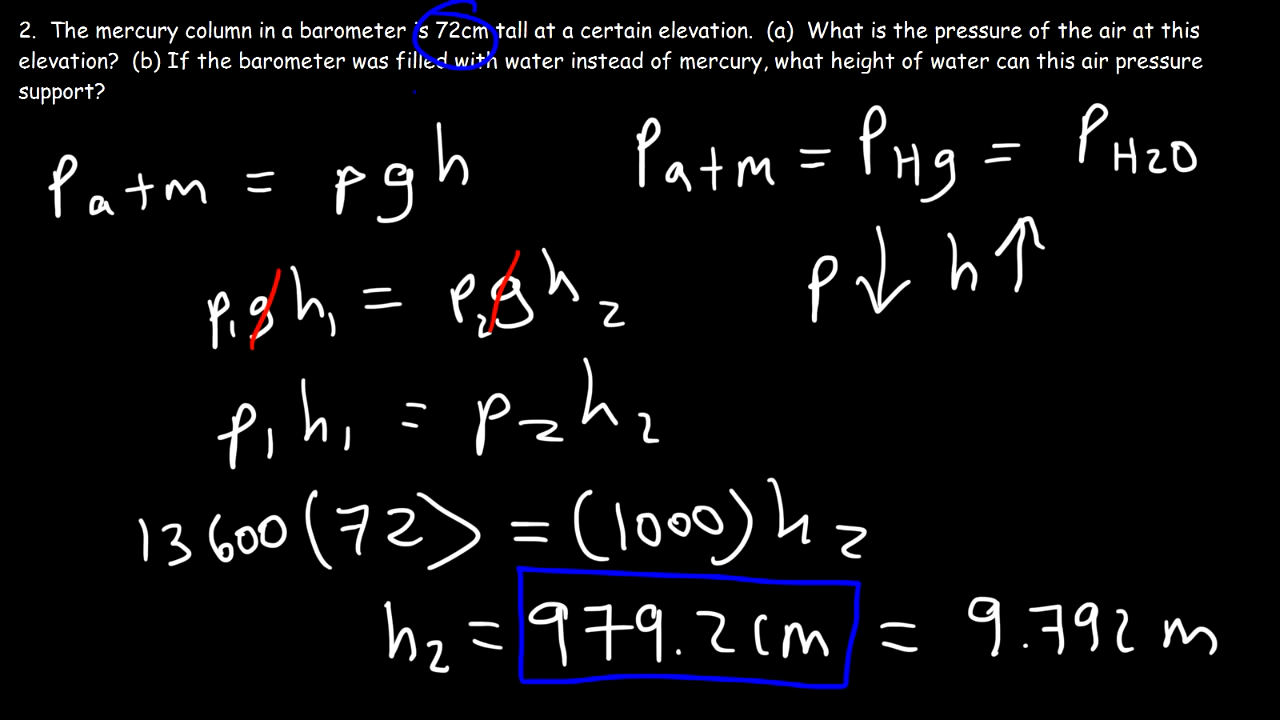 2. The mercury column in a barometer is 72cm tall at a certain elevation. (a) What is the pressure of the air at this
elevation? (b) If the barometer was filled with water instead of mercury, what height of water can this air pressure
support?
Patm = ρgh
Patm = PHg = PH2O
ρ↓ h↑
ρ1gh1 = ρ2gh2
ρ1h1 = ρ2h2
13600(72) = (1000)h2
h2 = 979.2cm = 9.792 m